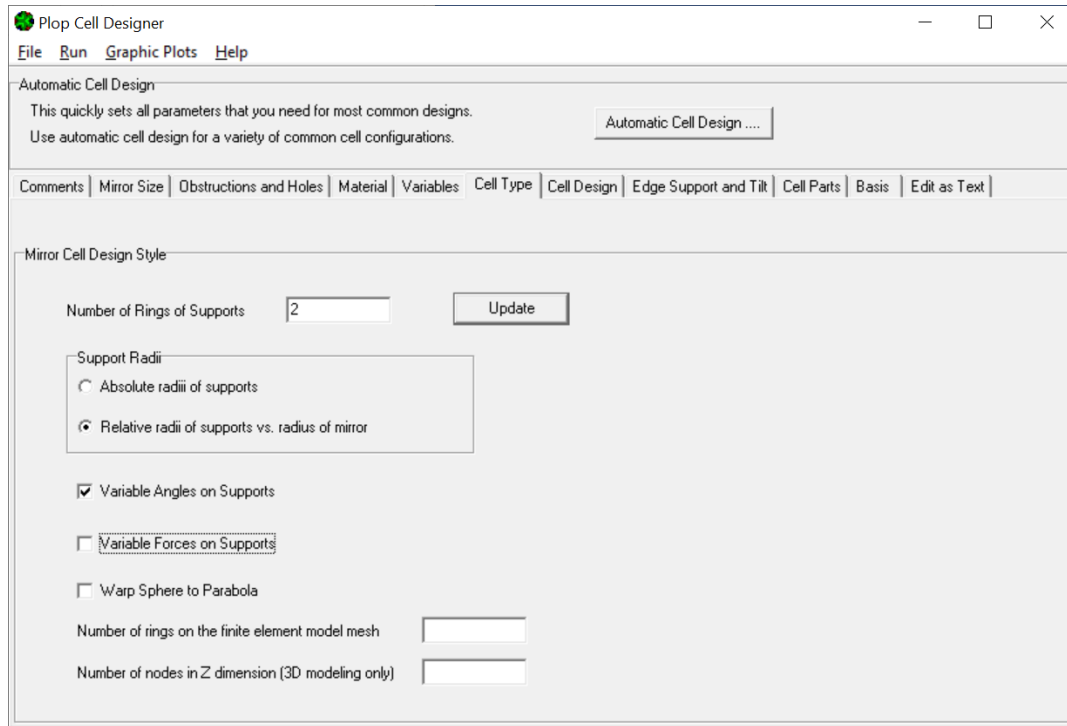 Plop Cell Designer
File Run Graphic Plots Help
Automatic Cell Design
This quickly sets all parameters that you need for most common designs.
Use automatic cell design for a variety of common cell configurations.
Automatic Cell Design ....
Comments Mirror Size Obstructions and Holes Material Variables Cell Type Cell Design Edge Support and Tilt Cell Parts Basis Edit as Text
Mirror Cell Design Style
Number of Rings of Supports 2 Update
Support Radii
Absolute radiii of supports
Relative radii of supports vs. radius of mirror
Variable Angles on Supports
Variable Forces on Supports
Warp Sphere to Parabola
Number of rings on the finite element model mesh
Number of nodes in Z dimension (3D modeling only)